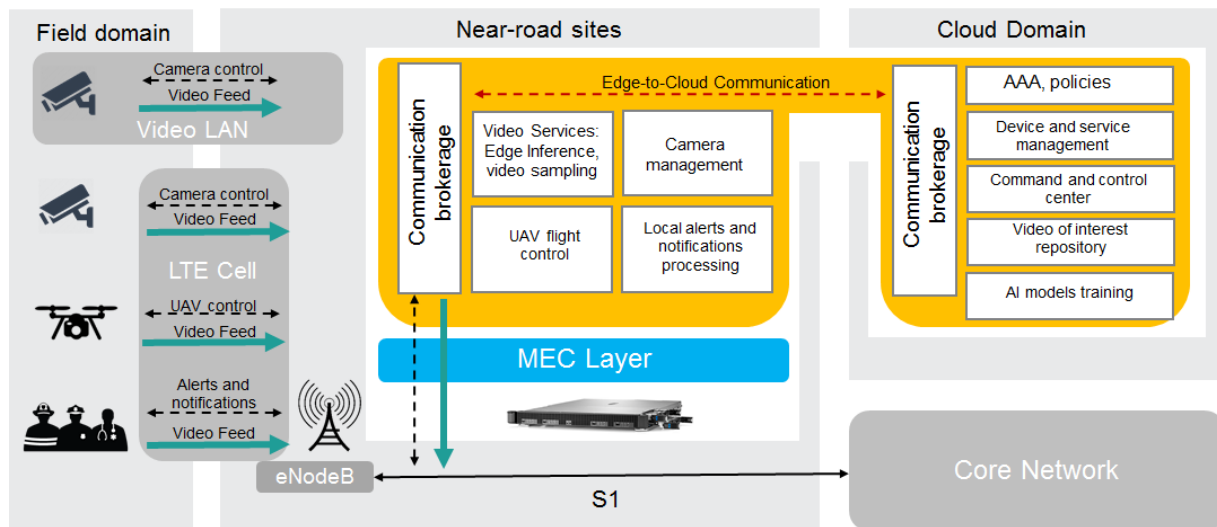 Field domain
Near-road sites
Cloud Domain
Camera control
Video Feed
Video LAN
Camera control
Video Feed
LTE Cell
UAV control
Video Feed
Alerts and
notifications
Video Feed
eNodeB
Communication
brokerage
Edge-to-Cloud Communication
Video Services:
Edge Inference,
video sampling
Camera
management
UAV flight
control
Local alerts and
notifications
processing
MEC Layer
S1
Communication
brokerage
AAA, policies
Device and service
management
Command and control
center
Video of interest
repository
AI models training
Core Network